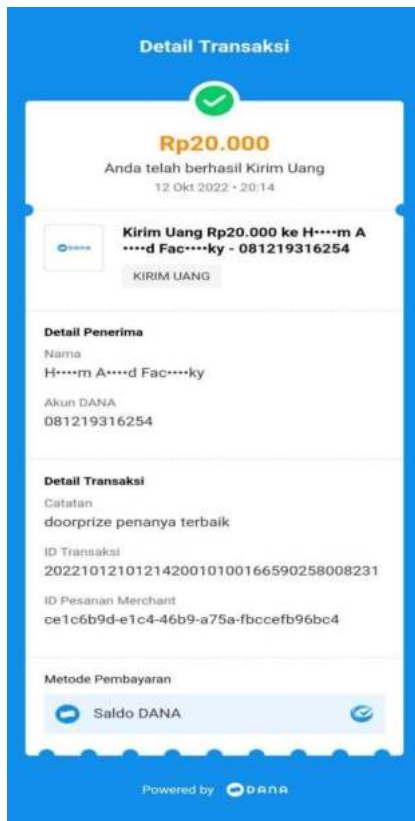 Detail Transaksi
Rp20.000
Anda telah berhasil Kirim Uang
12 Okt 2022 • 20:14
DANA
Kirim Uang Rp20.000 ke H••••m A
••••d Fac••••ky - 081219316254
KIRIM UANG
Detail Penerima
Nama
H••••m A••••d Fac••••ky
Akun DANA
081219316254
Detail Transaksi
Catatan
doorprize penanya terbaik
ID Transaksi
2022101210121420010100166590258008231
ID Pesanan Merchant
ce1c6b9d-e1c4-46b9-a75a-fbccefb96bc4
Metode Pembayaran
Saldo DANA
Powered by DANA